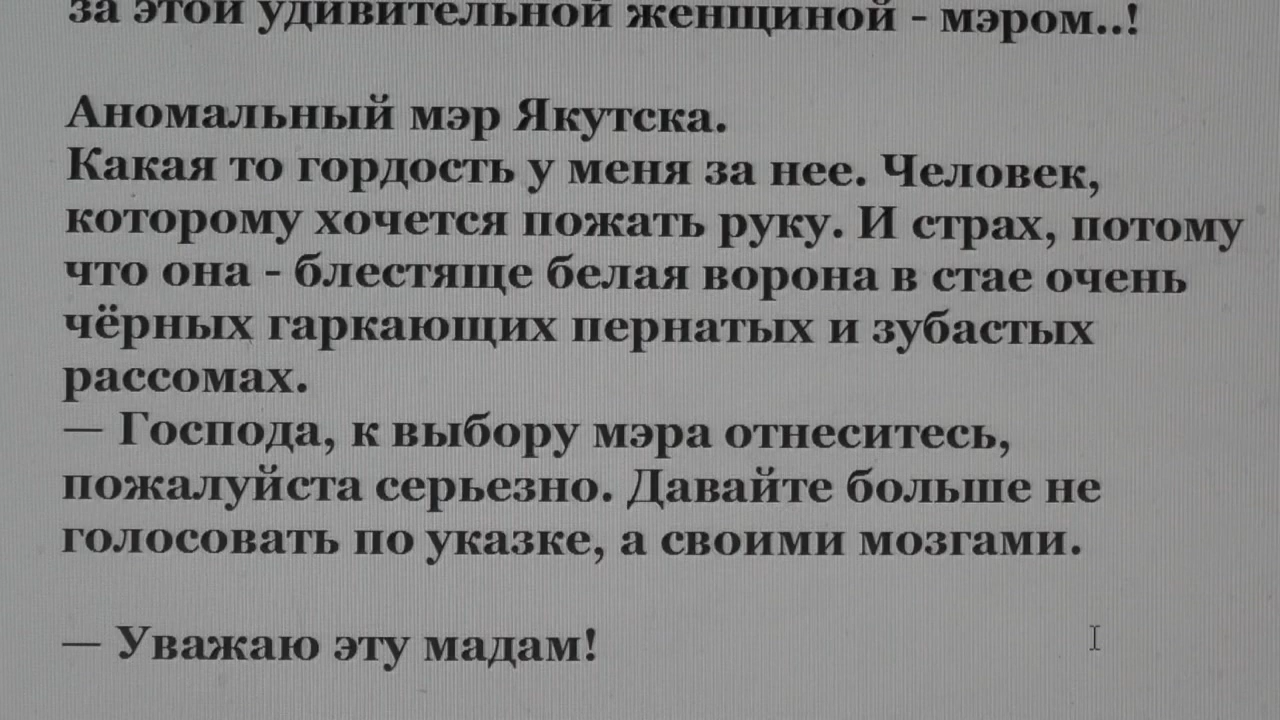 за этой удивительной женщиной - мэром..!
Аномальный мэр Якутска.
Какая то гордость у меня за нее. Человек,
которому хочется пожать руку. И страх, потому
что она - блестяще белая ворона в стае очень
чёрных гаркающих пернатых и зубастых
рассомах.
— Господа, к выбору мэра отнеситесь,
пожалуйста серьезно. Давайте больше не
голосовать по указке, а своими мозгами.
— Уважаю эту мадам!